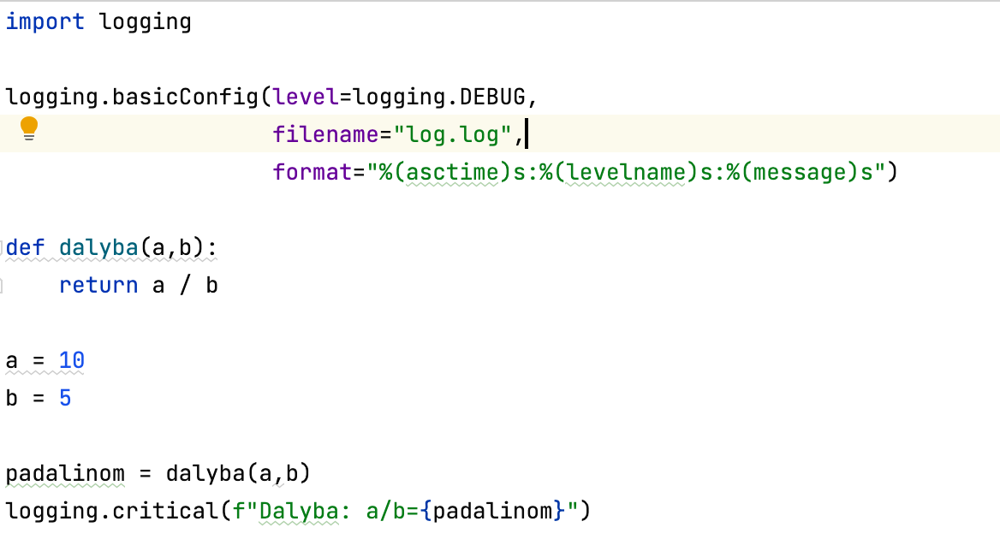 import logging
logging.basicConfig(level=logging.DEBUG,
                    filename="log.log",
                    format="%(asctime)s:%(levelname)s:%(message)s")
def dalyba(a,b):
    return a / b
a = 10
b = 5
padalinom = dalyba(a,b)
logging.critical(f"Dalyba: a/b={padalinom}")